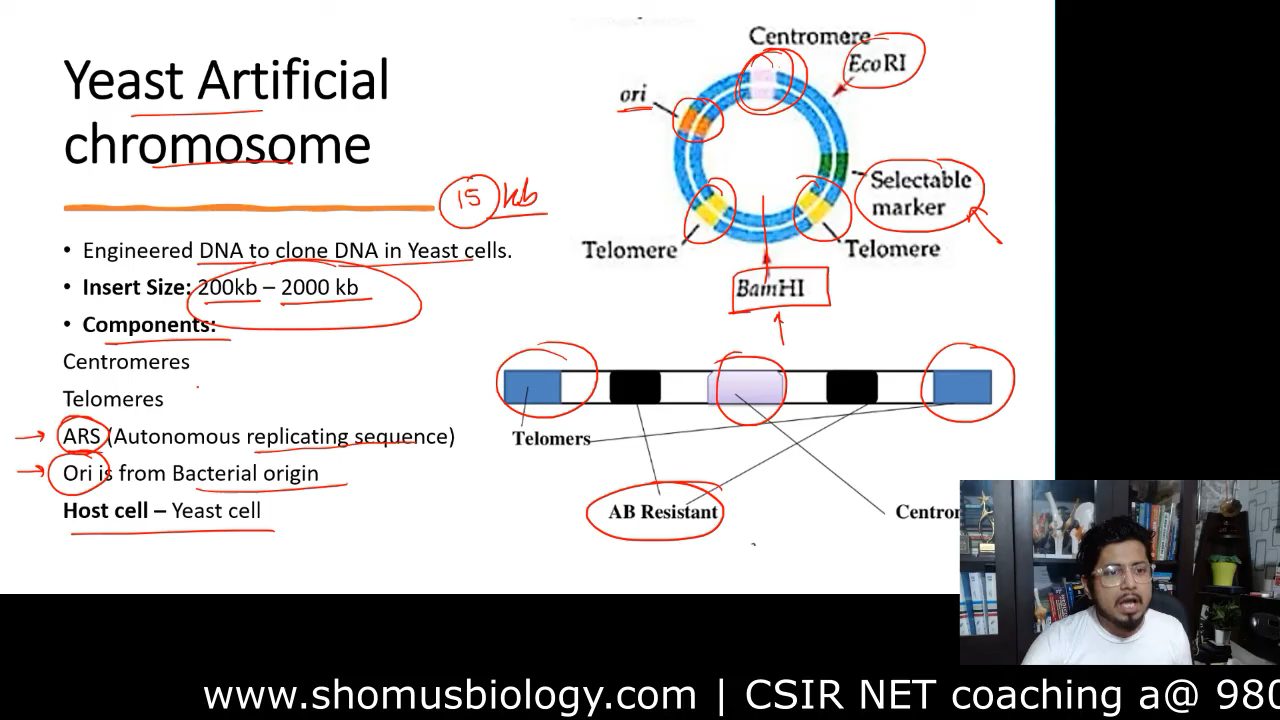 Yeast Artificial
chromosome
15 kb
• Engineered DNA to clone DNA in Yeast cells.
• Insert Size: 200kb – 2000 kb
• Components:
Centromeres
Telomeres
ARS (Autonomous replicating sequence)
Ori is from Bacterial origin
Host cell – Yeast cell
Centromere
EcoRI
ori
Selectable
marker
Telomere
Telomere
BamHI
Telomers
AB Resistant
Centrom
www.shomusbiology.com | CSIR NET coaching a@ 980